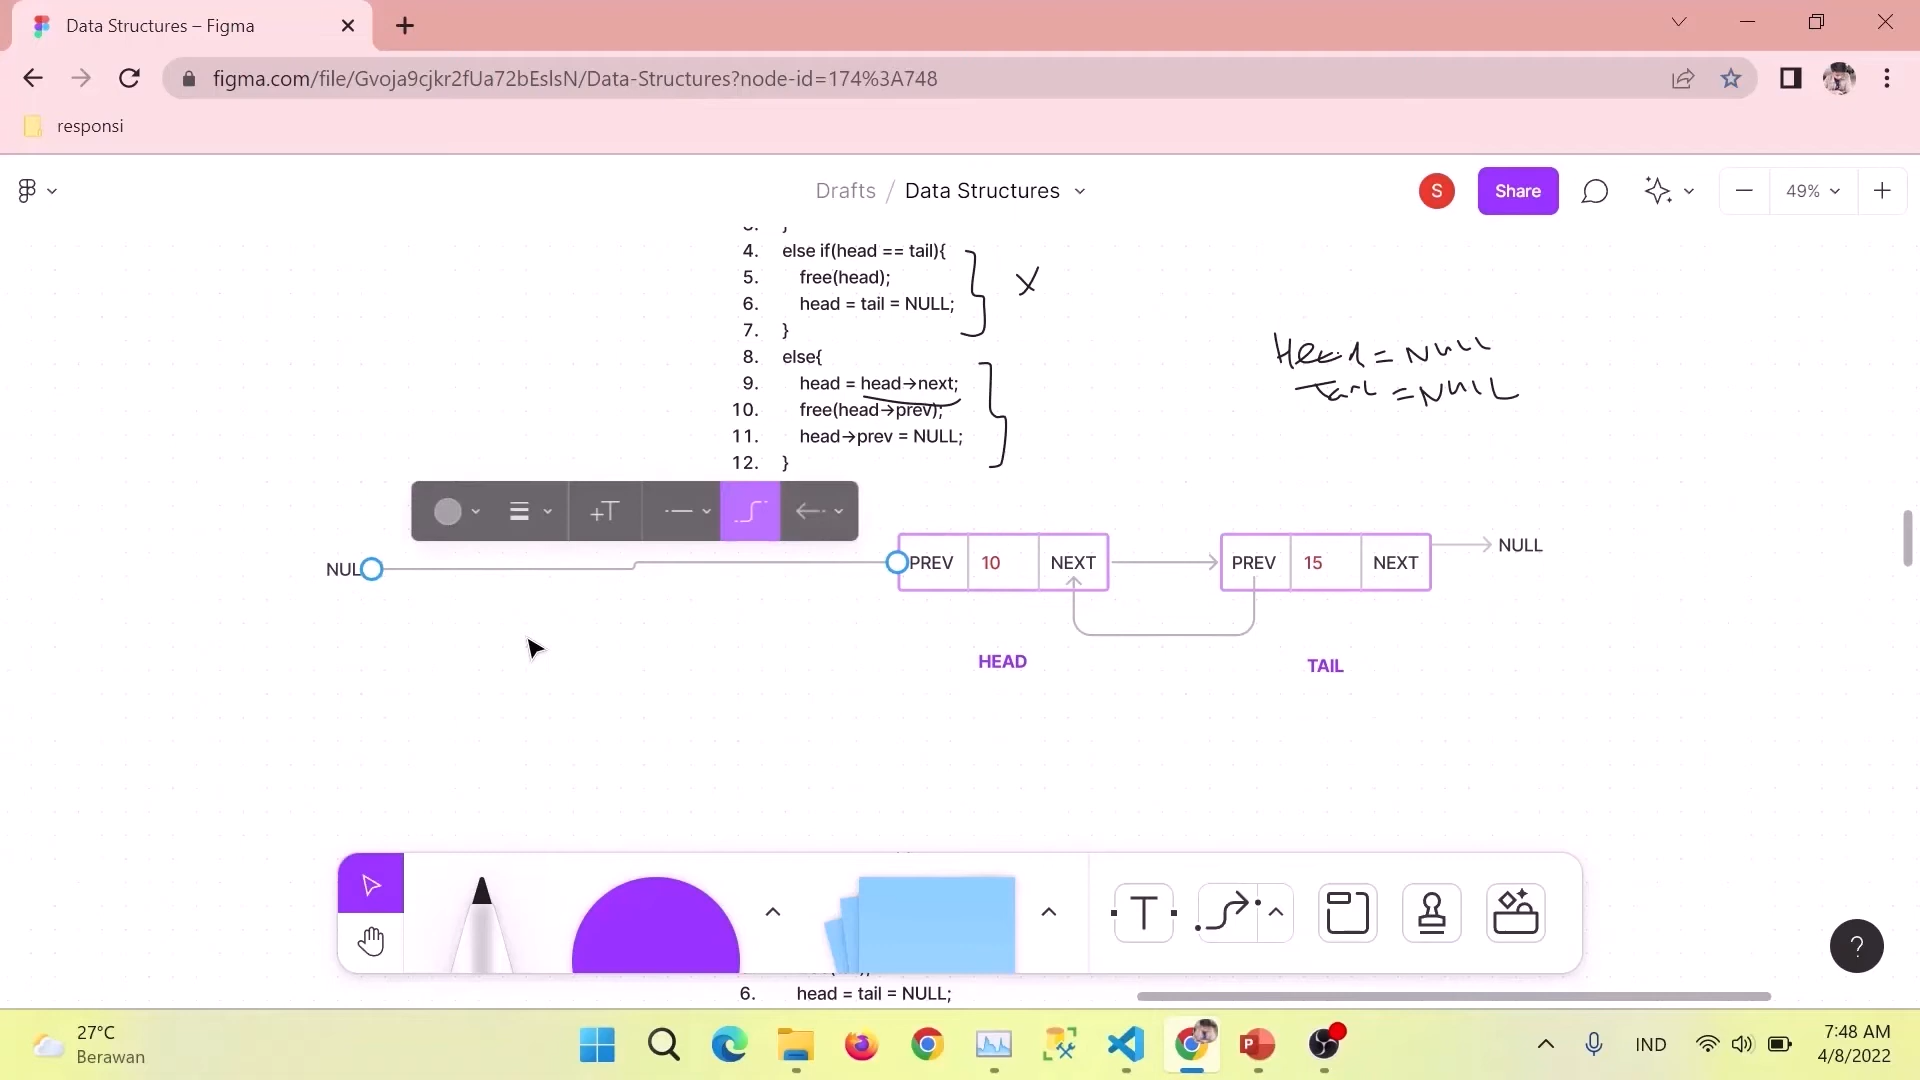 Data Structures – Figma
figma.com/file/Gvoja9cjkr2fUa72bEslsN/Data-Structures?node-id=174%3A748
responsi
Drafts / Data Structures
S
Share
49%
4. else if(head == tail){
5. free(head);
6. head = tail = NULL;
7. }
8. else{
9. head = head→next;
10. free(head→prev);
11. head→prev = NULL;
12. }
X
Head = NULL
Tail = NULL
+T
NUL
PREV 10 NEXT
PREV 15 NEXT
NULL
HEAD
TAIL
T
?
6. head = tail = NULL;
27°C
Berawan
P
IND
7:48 AM
4/8/2022